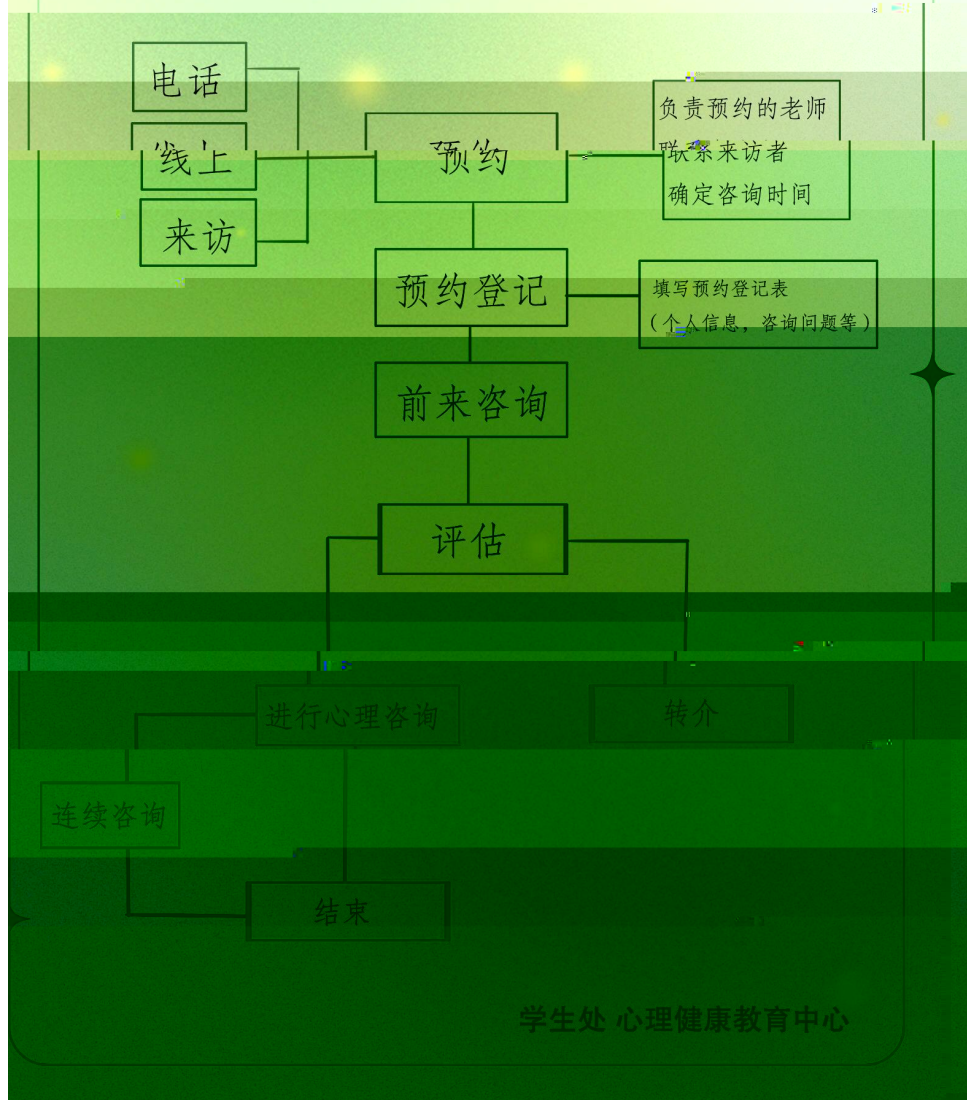 电话
线上
来访
预约
负责预约的老师
联系来访者
确定咨询时间
预约登记
填写预约登记表
（个人信息，咨询问题等）
前来咨询
评估
进行心理咨询
转介
连续咨询
结束
学生处 心理健康教育中心